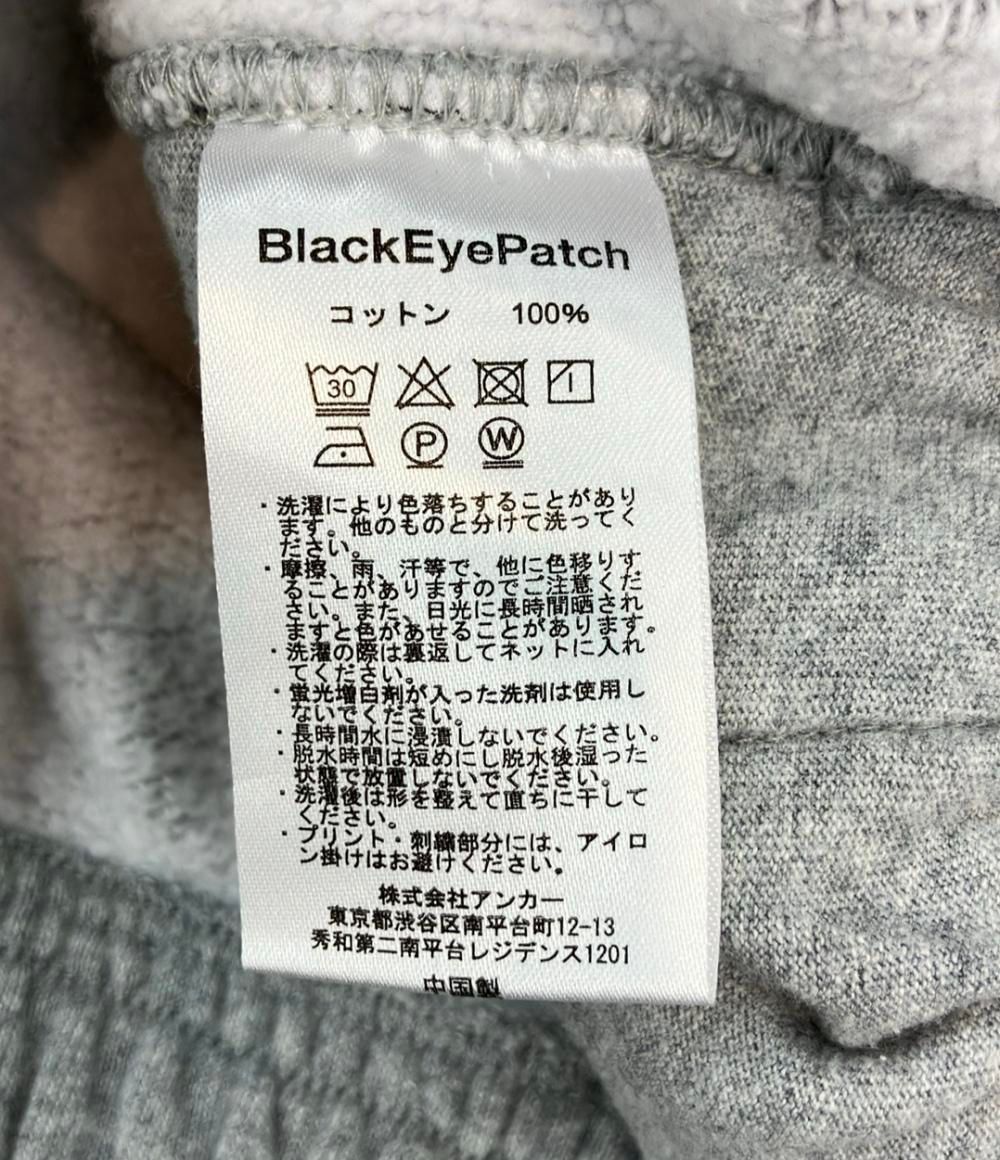 BlackEyePatch
コットン 100%
30
P W
・洗濯により色落ちすることがあり
ます。他のものと分けて洗ってく
ださい。
・摩擦、雨、汗等で、他に色移りす
ることがありますのでご注意くだ
さい。また、日光に長時間晒され
ますと色があせることがあります。
・洗濯の際は裏返してネットに入れ
てください。
・蛍光増白剤が入った洗剤は使用し
ないでください。
・長時間水に浸漬しないでください。
・脱水時間は短めにし脱水後湿った
状態で放置しないでください。
・洗濯後は形を整えて直ちに干して
ください。
・プリント・刺繍部分には、アイロ
ン掛けはお避けください。
株式会社アンカー
東京都渋谷区南平台町12-13
秀和第二南平台レジデンス1201
中国製